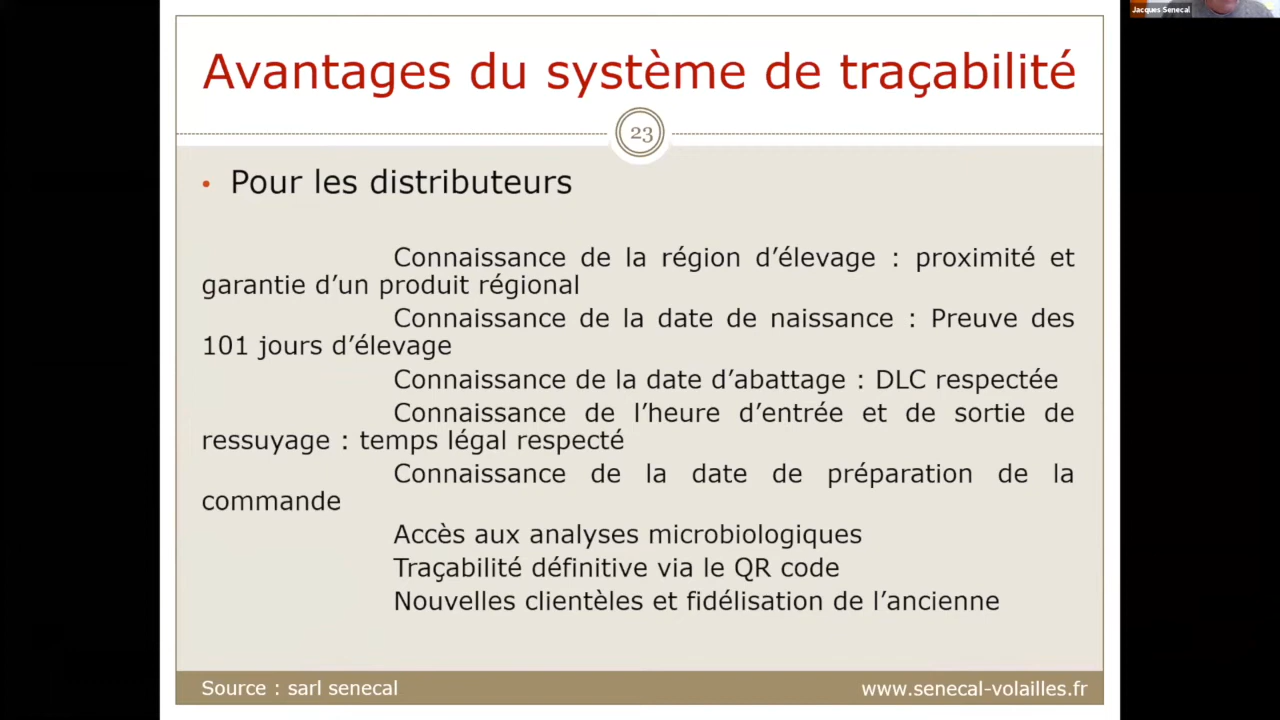 Jacques Senecal
Avantages du système de traçabilité
23
• Pour les distributeurs
Connaissance de la région d’élevage : proximité et
garantie d’un produit régional
Connaissance de la date de naissance : Preuve des
101 jours d’élevage
Connaissance de la date d’abattage : DLC respectée
Connaissance de l’heure d’entrée et de sortie de
ressuyage : temps légal respecté
Connaissance de la date de préparation de la
commande
Accès aux analyses microbiologiques
Traçabilité définitive via le QR code
Nouvelles clientèles et fidélisation de l’ancienne
Source : sarl senecal
www.senecal-volailles.fr